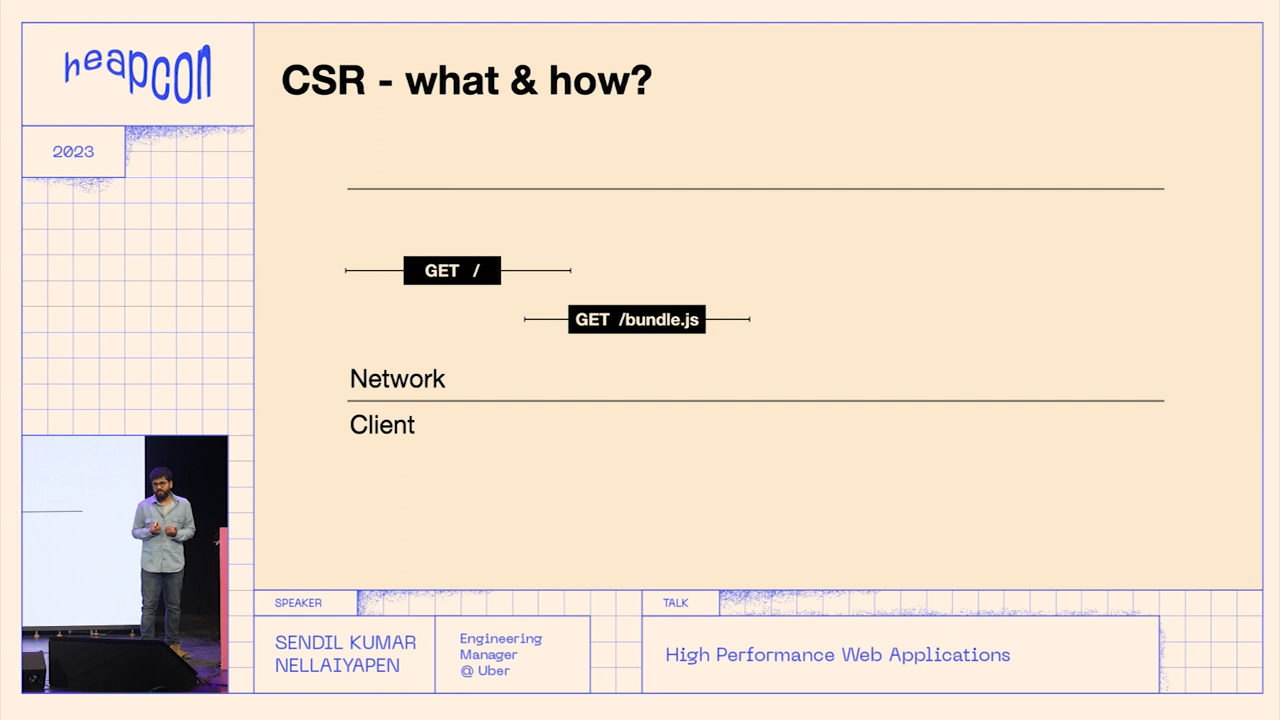 heapcon
2023
CSR - what & how?
GET /
GET /bundle.js
Network
Client
SPEAKER
SENDIL KUMAR
NELLAIYAPEN
Engineering
Manager
@ Uber
TALK
High Performance Web Applications